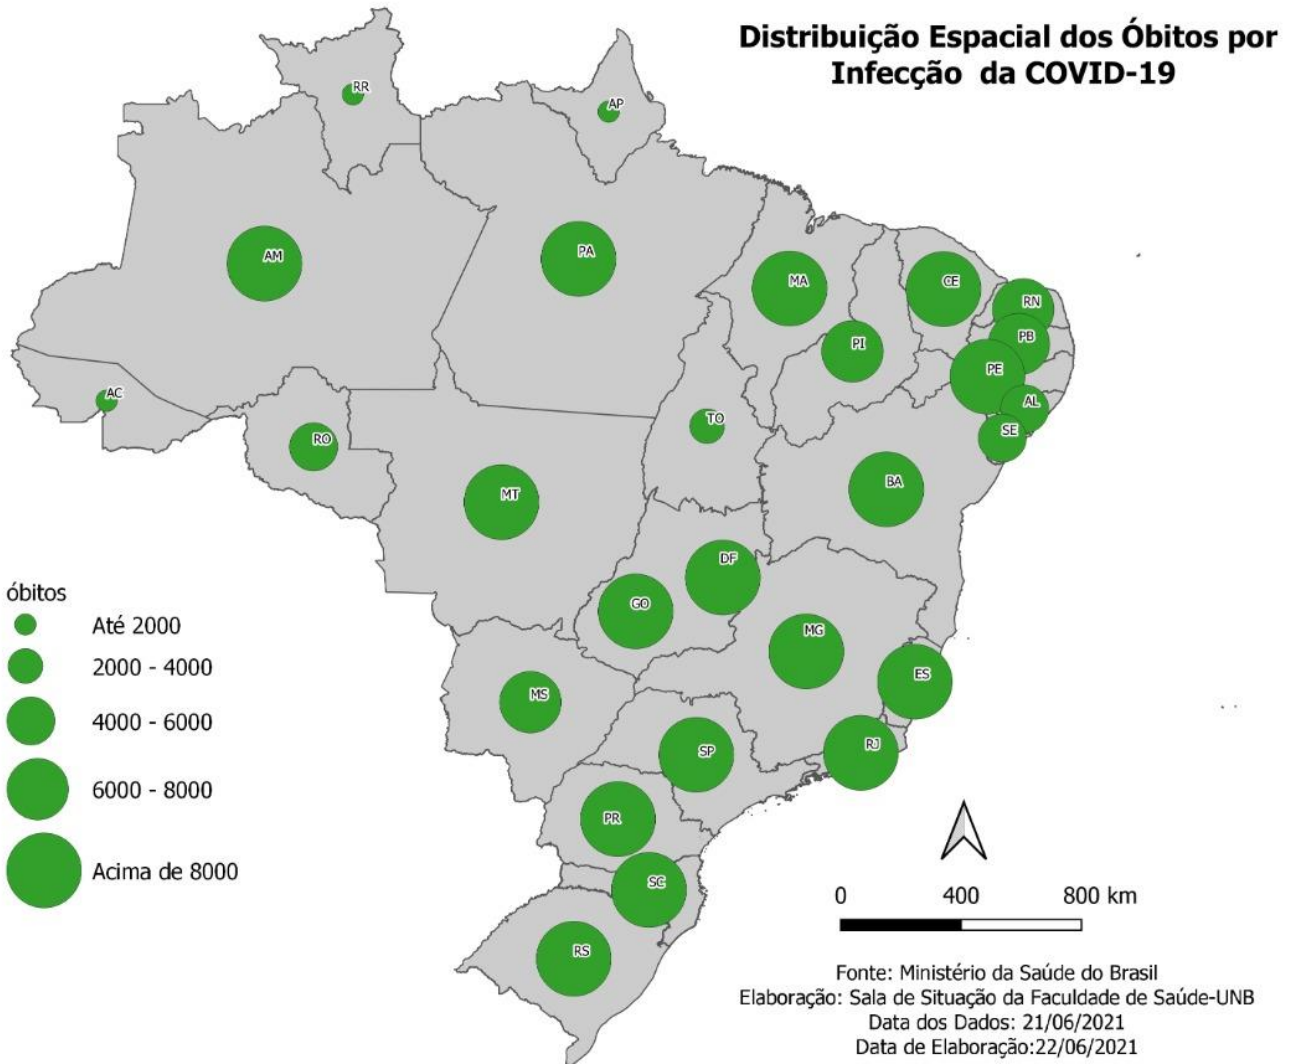 Distribuição Espacial dos Óbitos por
Infecção da COVID-19
RR
AP
AM
PA
MA
CE
RN
PI
PB
PE
AC
AL
TO
SE
RO
BA
MT
DF
óbitos
GO
Até 2000
MG
2000 - 4000
ES
MS
4000 - 6000
RJ
SP
6000 - 8000
PR
Acima de 8000
SC
0 400 800 km
RS
Fonte: Ministério da Saúde do Brasil
Elaboração: Sala de Situação da Faculdade de Saúde-UNB
Data dos Dados: 21/06/2021
Data de Elaboração:22/06/2021